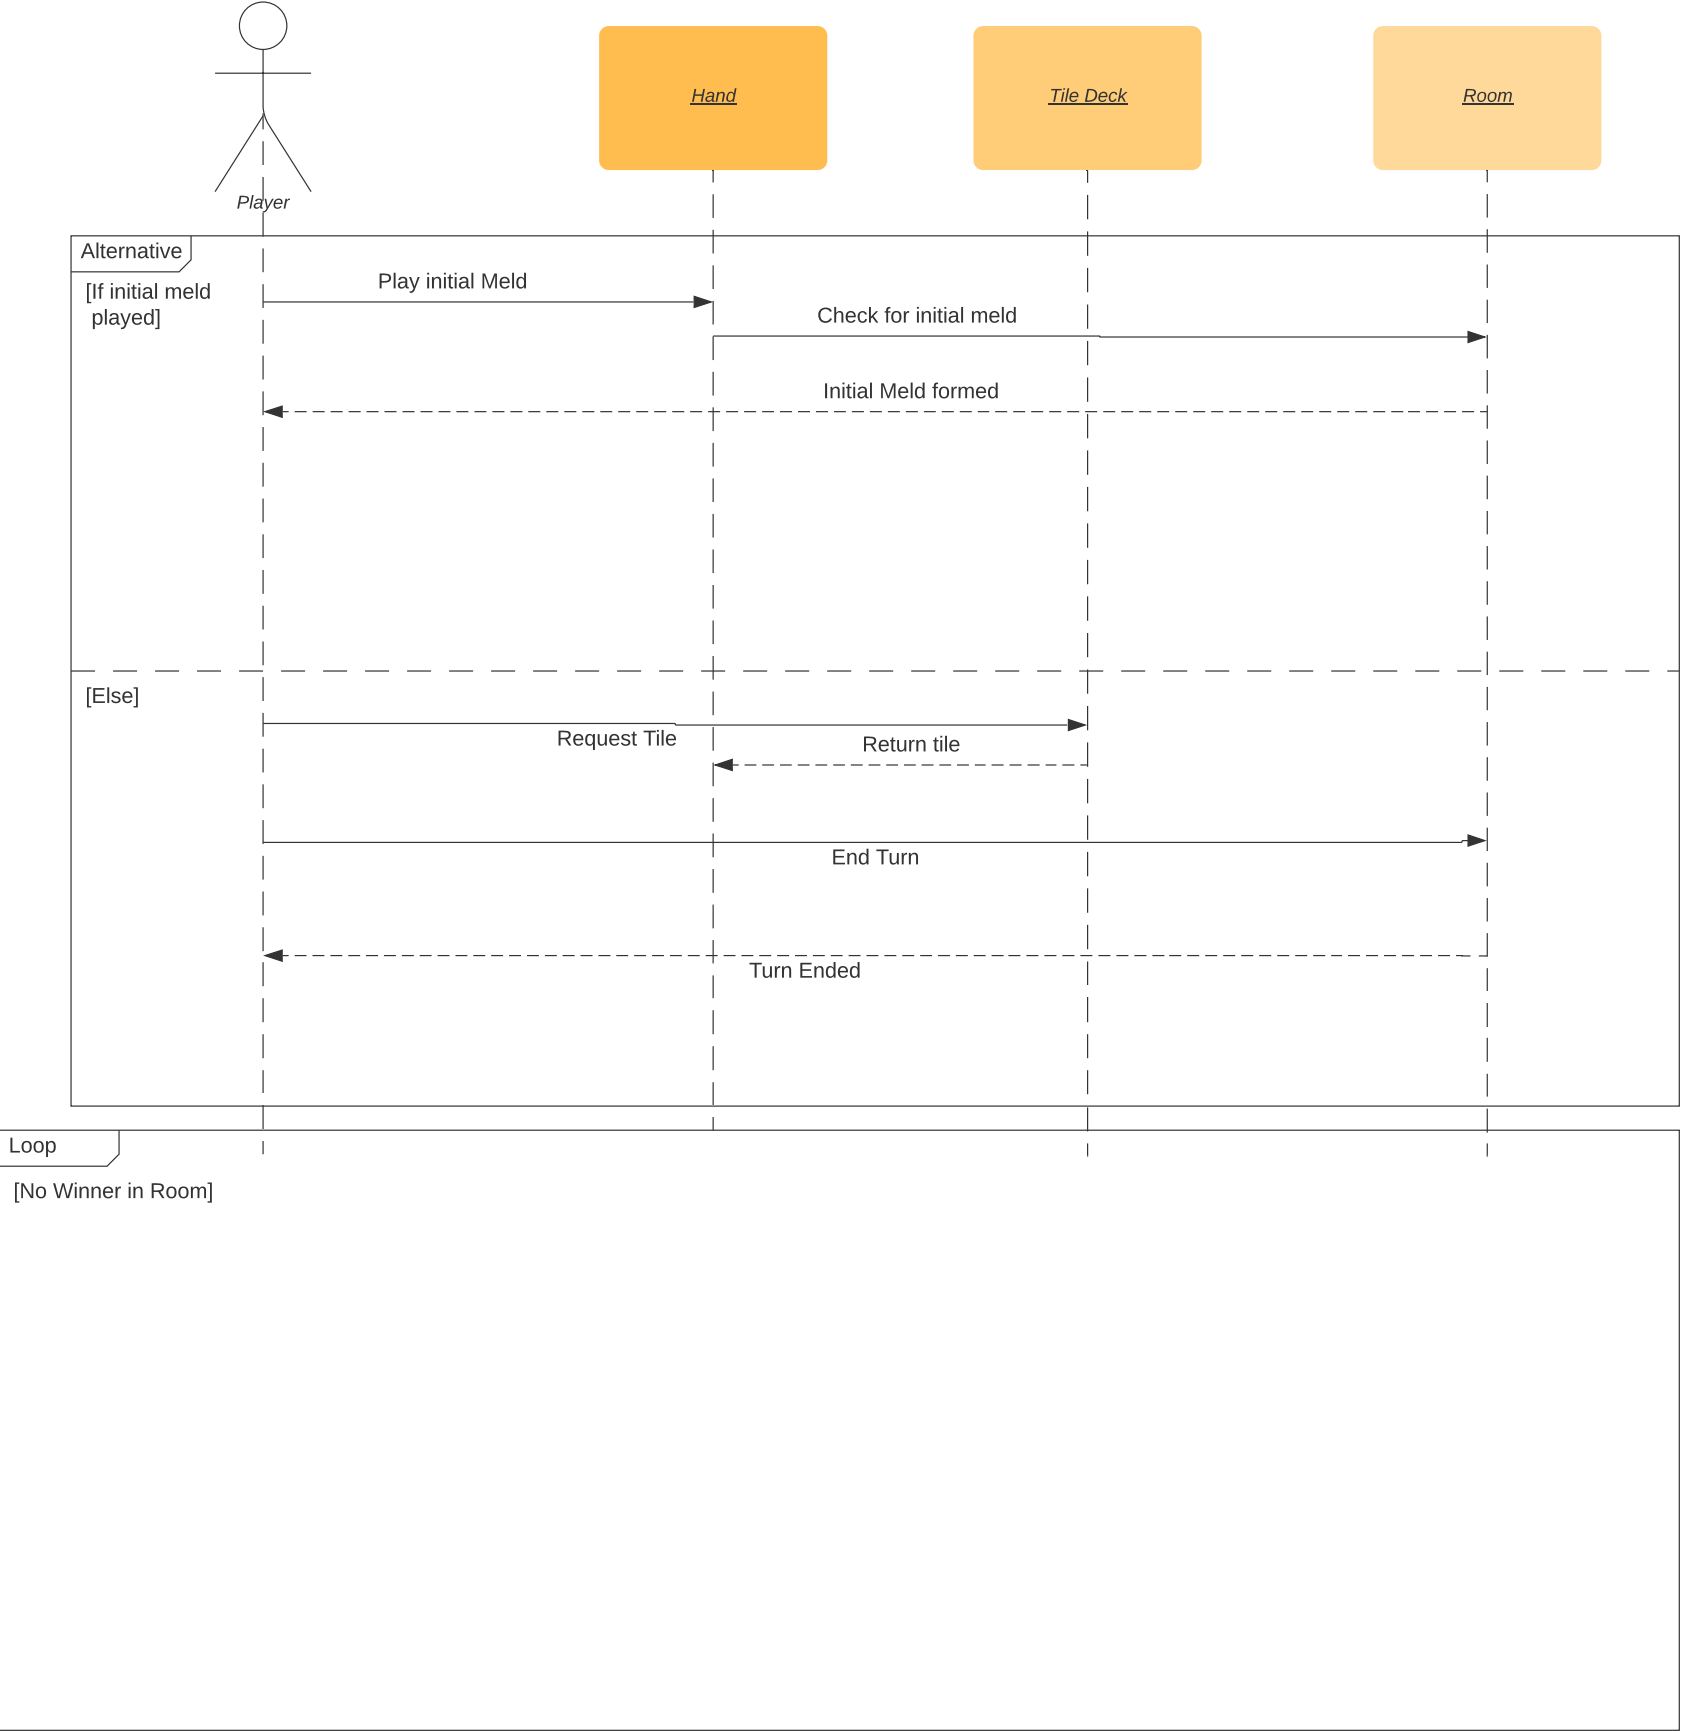 Hand
Tile Deck
Room
Player
Alternative
[If initial meld
played]
Play initial Meld
Check for initial meld
Initial Meld formed
[Else]
Request Tile
Return tile
End Turn
Turn Ended
Loop
[No Winner in Room]